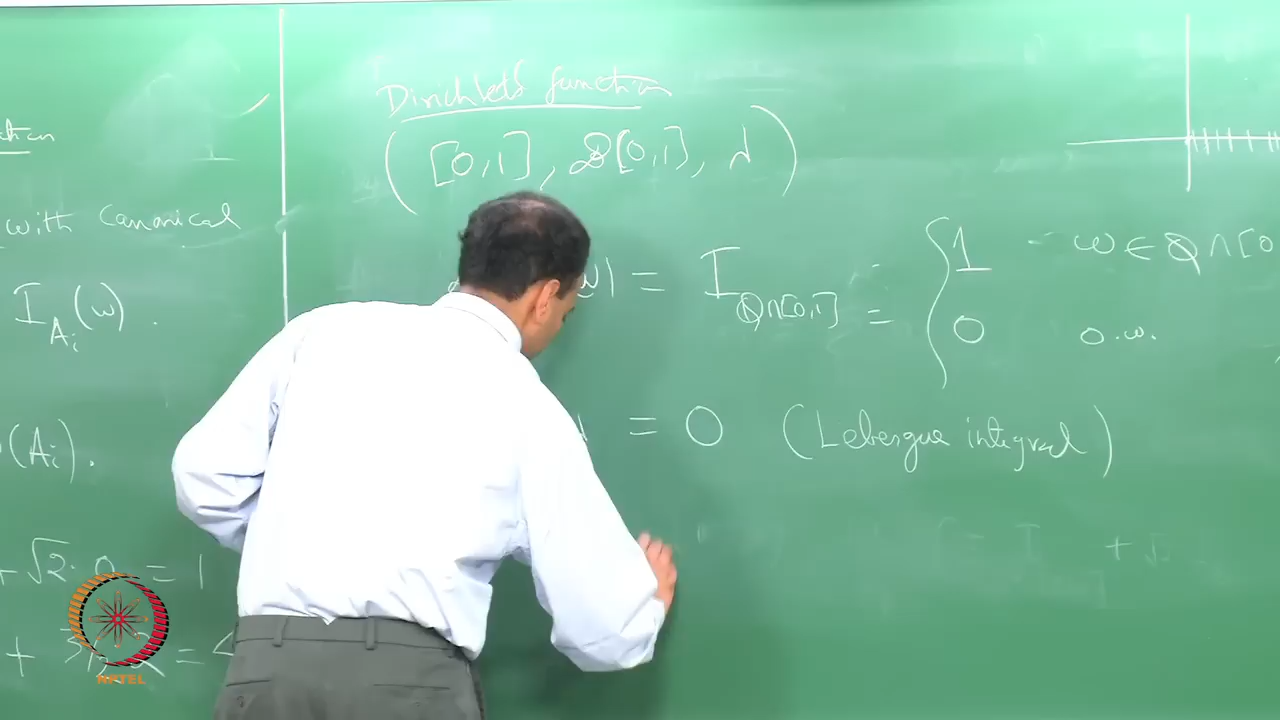 Dirichlet's function
([0,1], B[0,1], λ)
with canonical
I_{A_i}(w).
= I_{Q∩[0,1]} = { 1 w ∈ Q∩[0
0 o.w.
= 0 (Lebesgue integral)
(A_i).
+ √2. 0 = 1
+ =
NPTEL